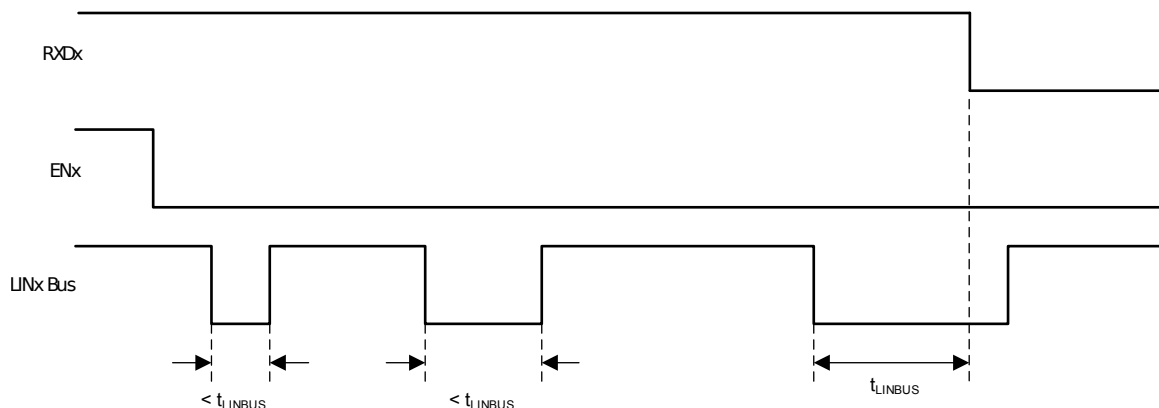 RXDx
ENx
LINx Bus
< tLINBUS
< tLINBUS
tLINBUS